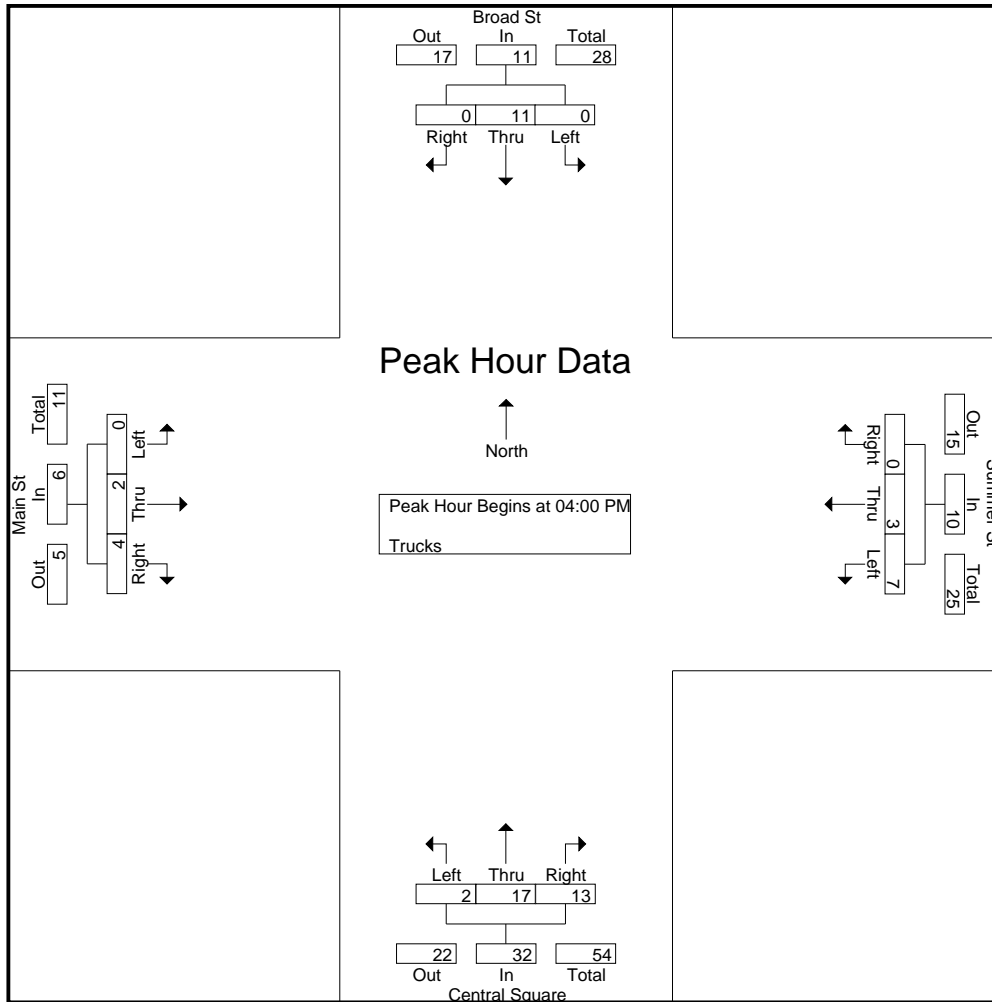 Broad St
Out In Total
17 11 28
0 11 0
Right Thru Left
Peak Hour Data
North
Peak Hour Begins at 04:00 PM
Trucks
Main St
Total In Out
11 6 5
0 2 4
Left Thru Right
Summer St
Out In Total
15 10 25
0 3 7
Right Thru Left
Left Thru Right
2 17 13
22 32 54
Out In Total
Central Square